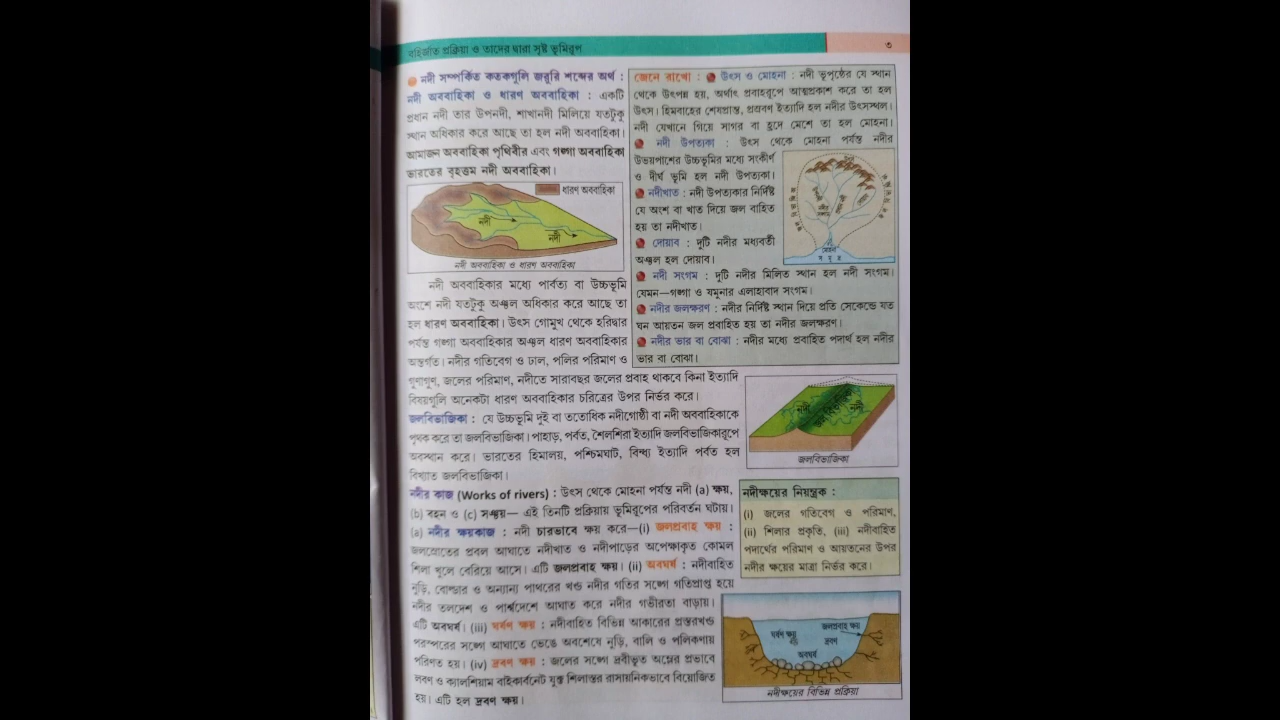 বহির্জাত প্রক্রিয়া ও তাদের দ্বারা সৃষ্ট ভূমিরূপ
৩
নদী সম্পর্কিত কতকগুলি জরুরি শব্দের অর্থ :
নদী অববাহিকা ও ধারণ অববাহিকা : একটি
প্রধান নদী তার উপনদী, শাখানদী মিলিয়ে যতটুকু
স্থান অধিকার করে আছে তা হল নদী অববাহিকা।
আমাজন অববাহিকা পৃথিবীর এবং গঙ্গা অববাহিকা
ভারতের বৃহত্তম নদী অববাহিকা।
ধারণ অববাহিকা
নদী
নদী
নদী অববাহিকা ও ধারণ অববাহিকা
নদী অববাহিকার মধ্যে পার্বত্য বা উচ্চভূমি
অংশে নদী যতটুকু অঞ্চল অধিকার করে আছে তা
হল ধারণ অববাহিকা। উৎস গোমুখ থেকে হরিদ্বার
পর্যন্ত গঙ্গা অববাহিকার অঞ্চল ধারণ অববাহিকার
অন্তর্গত। নদীর গতিবেগ ও ঢাল, পলির পরিমাণ ও
গুণাগুণ, জলের পরিমাণ, নদীতে সারাবছর জলের প্রবাহ থাকবে কিনা ইত্যাদি
বিষয়গুলি অনেকটা ধারণ অববাহিকার চরিত্রের উপর নির্ভর করে।
জলবিভাজিকা : যে উচ্চভূমি দুই বা ততোধিক নদীগোষ্ঠী বা নদী অববাহিকাকে
পৃথক করে তা জলবিভাজিকা। পাহাড়, পর্বত, শৈলশিরা ইত্যাদি জলবিভাজিকারূপে
অবস্থান করে। ভারতের হিমালয়, পশ্চিমঘাট, বিন্ধ্য ইত্যাদি পর্বত হল
বিখ্যাত জলবিভাজিকা।
নদীর কাজ (Works of rivers) : উৎস থেকে মোহনা পর্যন্ত নদী (a) ক্ষয়,
(b) বহন ও (c) সঞ্চয়— এই তিনটি প্রক্রিয়ায় ভূমিরূপের পরিবর্তন ঘটায়।
(a) নদীর ক্ষয়কাজ : নদী চারভাবে ক্ষয় করে—(i) জলপ্রবাহ ক্ষয় :
জলস্রোতের প্রবল আঘাতে নদীখাত ও নদীপাড়ের অপেক্ষাকৃত কোমল
শিলা খুলে বেরিয়ে আসে। এটি জলপ্রবাহ ক্ষয়। (ii) অবঘর্ষ : নদীবাহিত
নুড়ি, বোল্ডার ও অন্যান্য পাথরের খণ্ড নদীর গতির সঙ্গে গতিপ্রাপ্ত হয়ে
নদীর তলদেশ ও পার্শ্বদেশে আঘাত করে নদীর গভীরতা বাড়ায়।
এটি অবঘর্ষ। (iii) ঘর্ষণ ক্ষয় : নদীবাহিত বিভিন্ন আকারের প্রস্তরখণ্ড
পরস্পরের সঙ্গে আঘাতে ভেঙে অবশেষে নুড়ি, বালি ও পলিকণায়
পরিণত হয়। (iv) দ্রবণ ক্ষয় : জলের সঙ্গে দ্রবীভূত অম্লের প্রভাবে
লবণ ও ক্যালশিয়াম বাইকার্বনেট যুক্ত শিলাস্তর রাসায়নিকভাবে বিয়োজিত
হয়। এটি হল দ্রবণ ক্ষয়।
জেনে রাখো : উৎস ও মোহনা : নদী ভূপৃষ্ঠের যে স্থান
থেকে উৎপন্ন হয়, অর্থাৎ প্রবাহরূপে আত্মপ্রকাশ করে তা হল
উৎস। হিমবাহের শেষপ্রান্ত, প্রস্রবণ ইত্যাদি হল নদীর উৎসস্থল।
নদী যেখানে গিয়ে সাগর বা হ্রদে মেশে তা হল মোহনা।
নদী উপত্যকা : উৎস থেকে মোহনা পর্যন্ত নদীর
উভয়পাশের উচ্চভূমির মধ্যে সংকীর্ণ
ও দীর্ঘ ভূমি হল নদী উপত্যকা।
নদীখাত : নদী উপত্যকার নির্দিষ্ট
যে অংশ বা খাত দিয়ে জল বাহিত
হয় তা নদীখাত।
দোয়াব : দুটি নদীর মধ্যবর্তী
অঞ্চল হল দোয়াব।
মোহনা
স মু দ্র
নদী সংগম : দুটি নদীর মিলিত স্থান হল নদী সংগম।
যেমন—গঙ্গা ও যমুনার এলাহাবাদ সংগম।
নদীর জলক্ষরণ : নদীর নির্দিষ্ট স্থান দিয়ে প্রতি সেকেন্ডে যত
ঘন আয়তন জল প্রবাহিত হয় তা নদীর জলক্ষরণ।
নদীর ভার বা বোঝা : নদীর মধ্যে প্রবাহিত পদার্থ হল নদীর
ভার বা বোঝা।
নদী
জলবিভাজিকা
নদী
জলবিভাজিকা
নদীক্ষয়ের নিয়ন্ত্রক :
(i) জলের গতিবেগ ও পরিমাণ,
(ii) শিলার প্রকৃতি, (iii) নদীবাহিত
পদার্থের পরিমাণ ও আয়তনের উপর
নদীর ক্ষয়ের মাত্রা নির্ভর করে।
জলপ্রবাহ ক্ষয়
ঘর্ষণ ক্ষয়
দ্রবণ
অবঘর্ষ
নদীক্ষয়ের বিভিন্ন প্রক্রিয়া